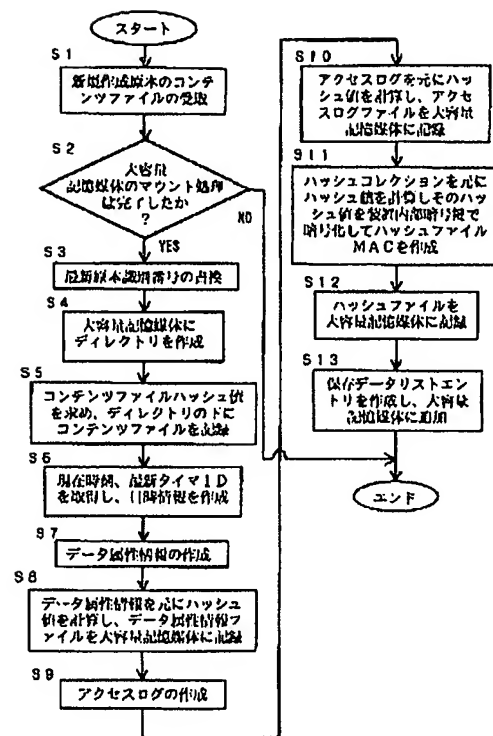 スタート
S1
新規作成原本のコンテ
ンツファイルの受取
S2
大容量
記憶媒体のマウント処理
は完了したか
?
NO
YES
S3
最新原本識別番号の書換
S4
大容量記憶媒体に
ディレクトリを作成
S5
コンテンツファイルハッシュ値
を求め、ディレクトリの下に
コンテンツファイルを記録
S6
現在時刻、最新タイマID
を取得し、日時情報を作成
S7
データ属性情報の作成
S8
データ属性情報を元にハッシュ
値を計算し、データ属性情報フ
ァイルを大容量記憶媒体に記録
S9
アクセスログの作成
S10
アクセスログを元にハッ
シュ値を計算し、アクセ
スログファイルを大容量
記憶媒体に記録
S11
ハッシュコレクションを元に
ハッシュ値を計算しそのハッ
シュ値を装置内部暗号鍵で
暗号化してハッシュファイル
MACを作成
S12
ハッシュファイルを
大容量記憶媒体に記録
S13
保存データリストエント
リを作成し、大容量記
憶媒体に追加
エンド